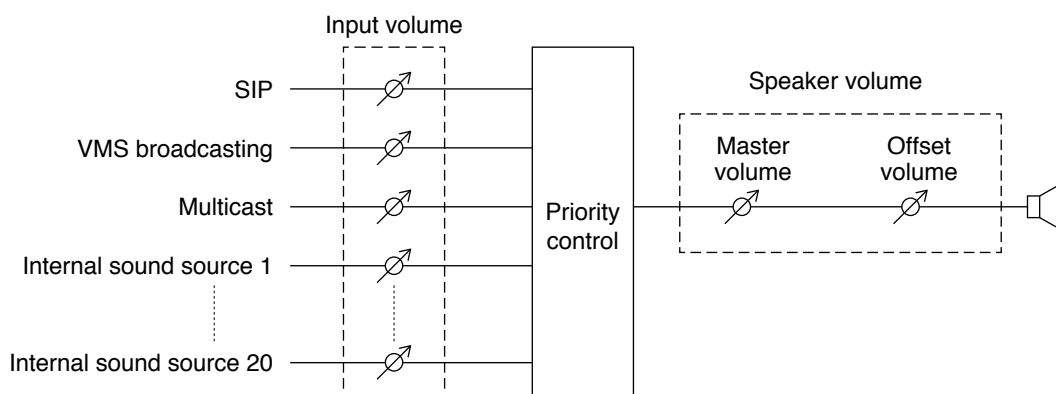 Input volume
SIP
VMS broadcasting
Multicast
Internal sound source 1
Internal sound source 20
Priority
control
Speaker volume
Master
volume
Offset
volume